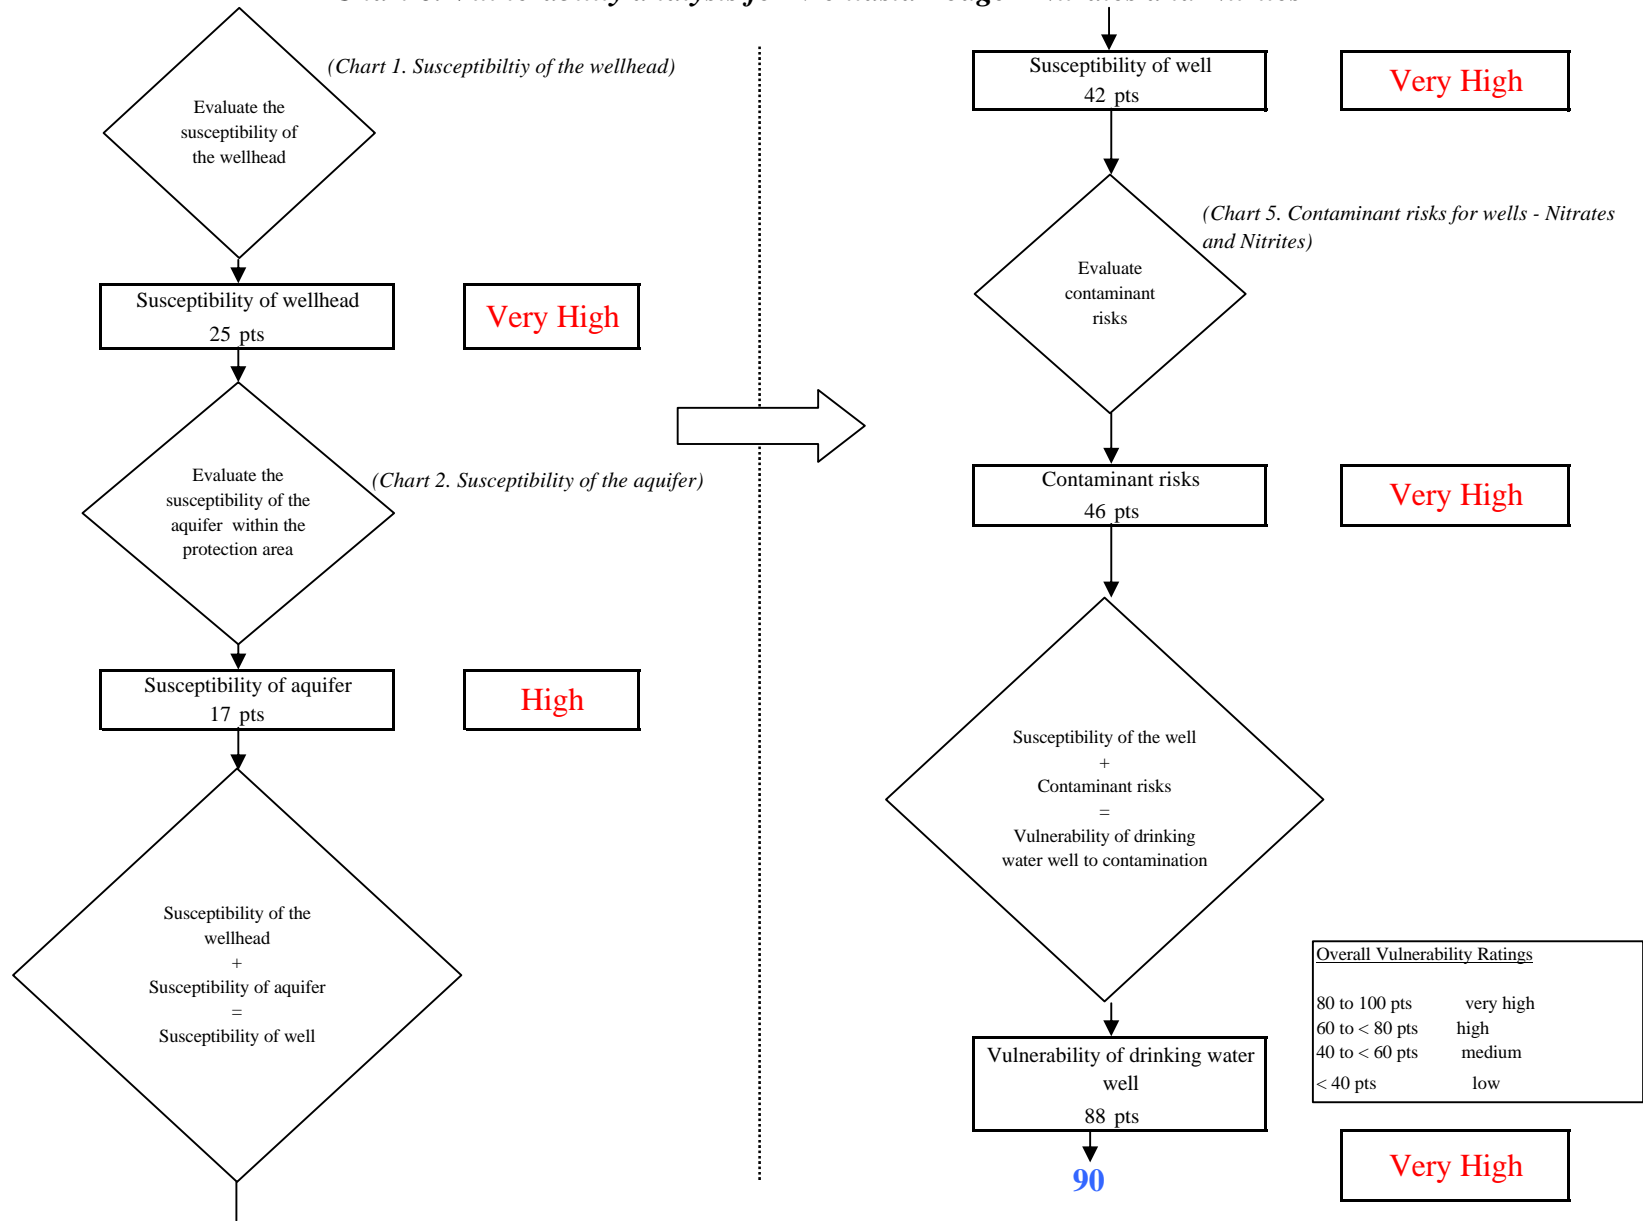 (Chart 1. Susceptibiltiy of the wellhead)
Evaluate the
susceptibility of
the wellhead
Susceptibility of wellhead
25 pts
Very High
Evaluate the
susceptibility of the
aquifer within the
protection area
(Chart 2. Susceptibility of the aquifer)
Susceptibility of aquifer
17 pts
High
Susceptibility of the
wellhead
+
Susceptibility of aquifer
=
Susceptibility of well
Susceptibility of well
42 pts
Very High
(Chart 5. Contaminant risks for wells - Nitrates
and Nitrites)
Evaluate
contaminant
risks
Contaminant risks
46 pts
Very High
Susceptibility of the well
+
Contaminant risks
=
Vulnerability of drinking
water well to contamination
Overall Vulnerability Ratings
80 to 100 pts very high
60 to < 80 pts high
40 to < 60 pts medium
< 40 pts low
Vulnerability of drinking water
well
88 pts
Very High
90